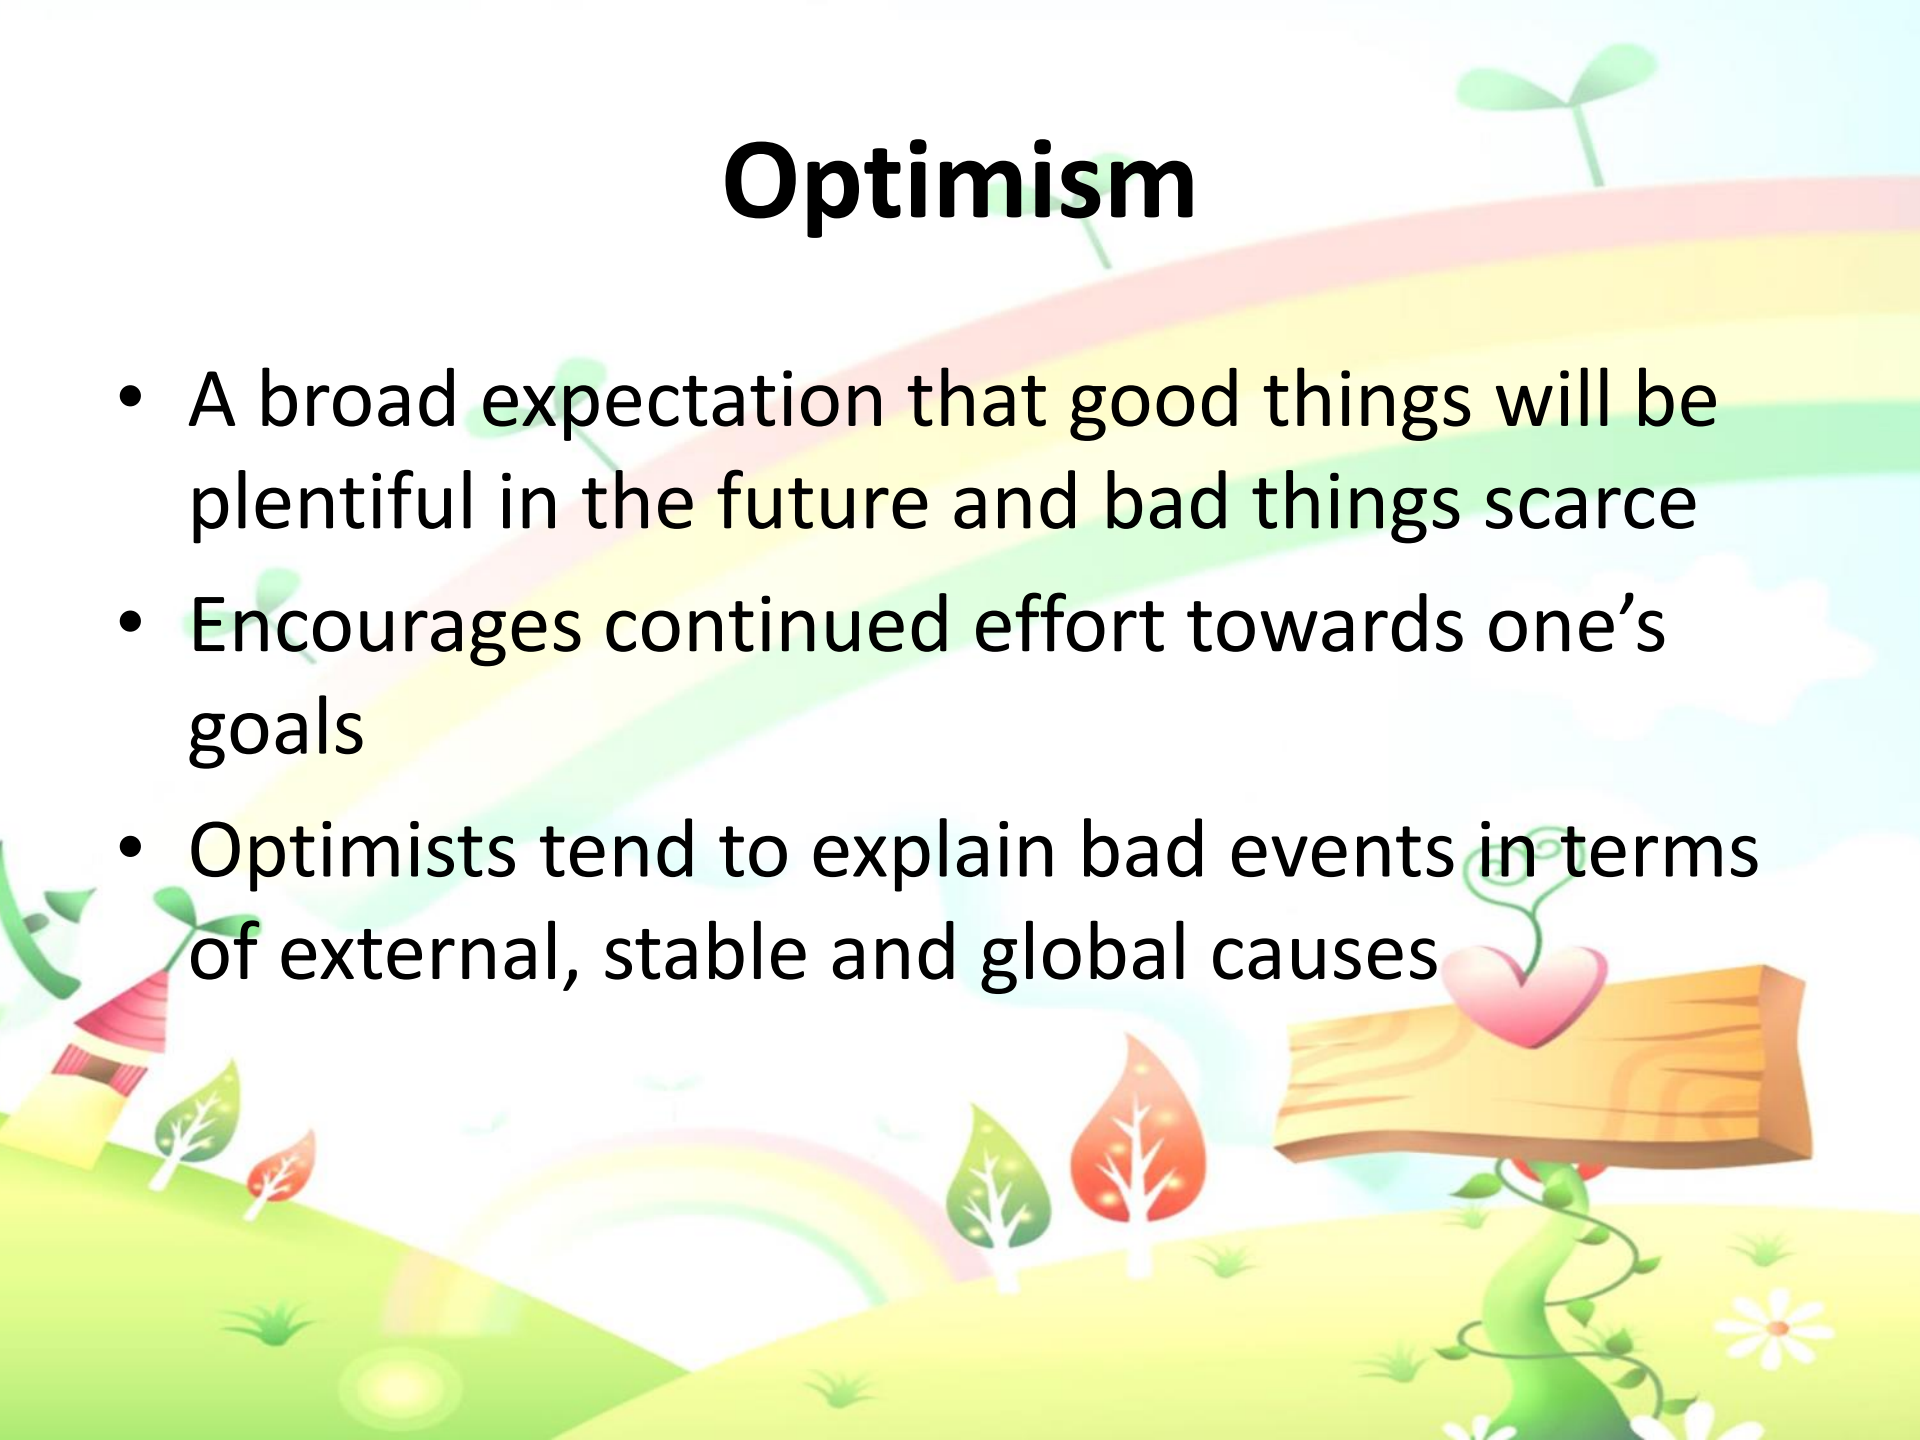 Optimism
• A broad expectation that good things will be
plentiful in the future and bad things scarce
• Encourages continued effort towards one’s
goals
• Optimists tend to explain bad events in terms
of external, stable and global causes